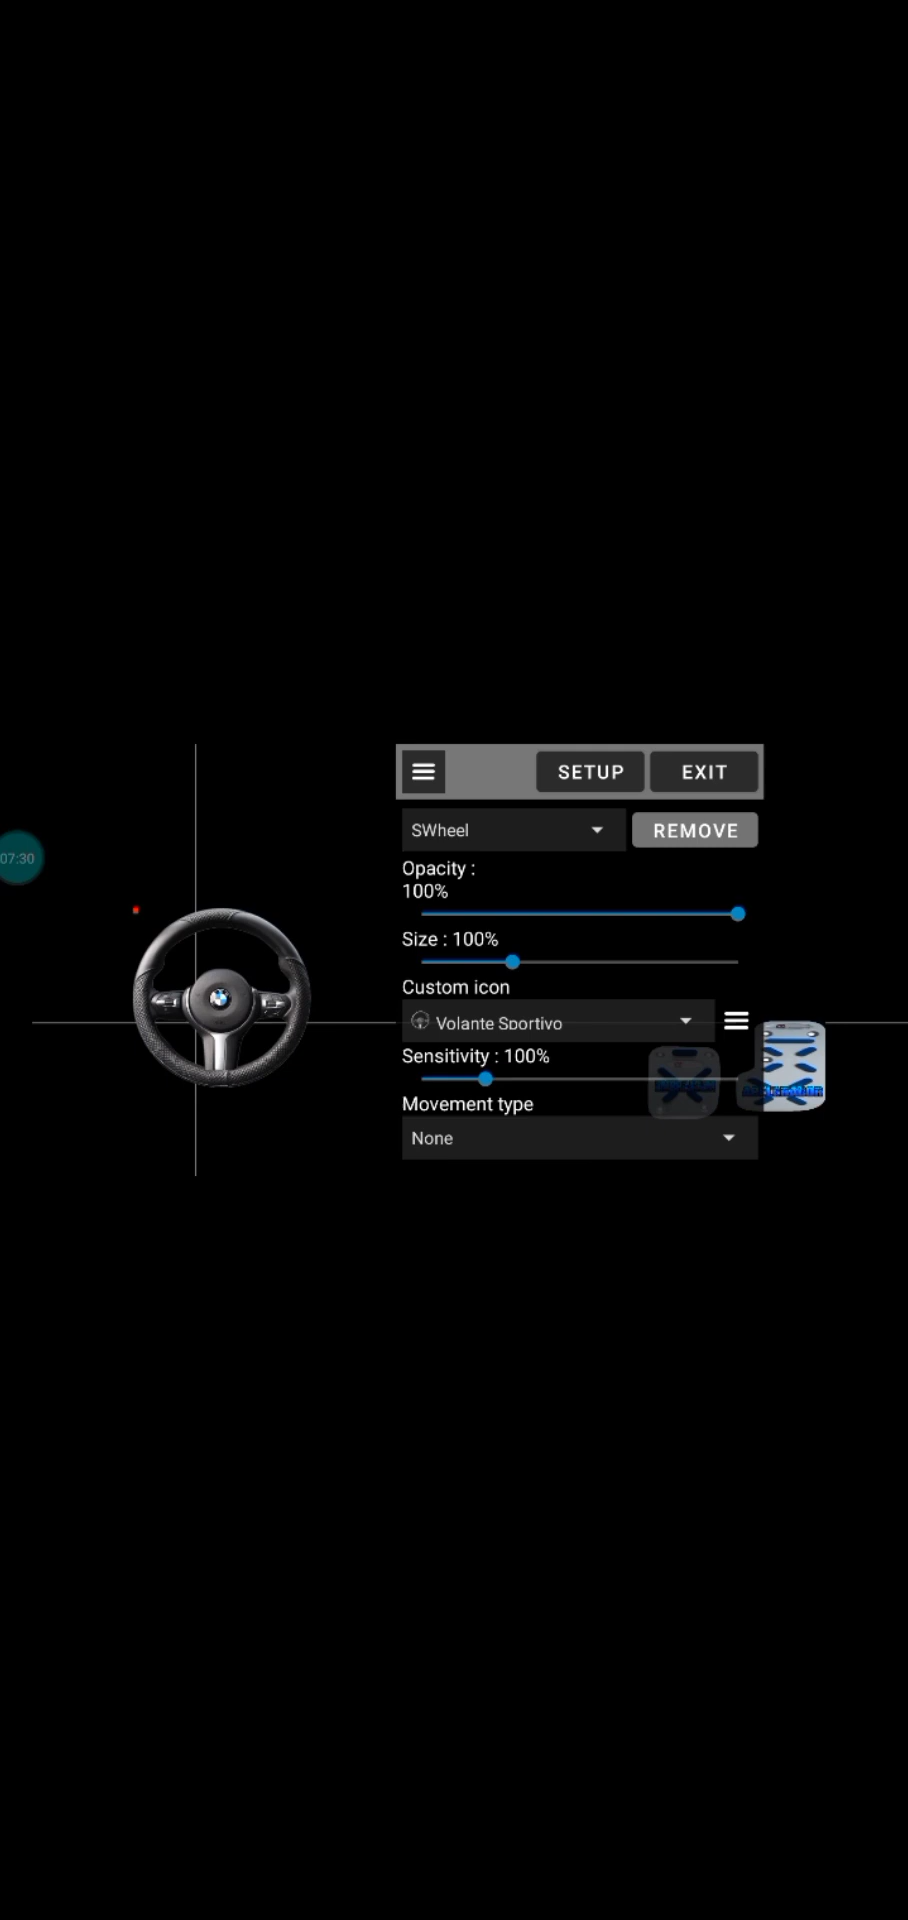 SETUP
EXIT
SWheel
REMOVE
Opacity :
100%
07:30
Size : 100%
Custom icon
Volante Sportivo
Sensitivity : 100%
Movement type
None